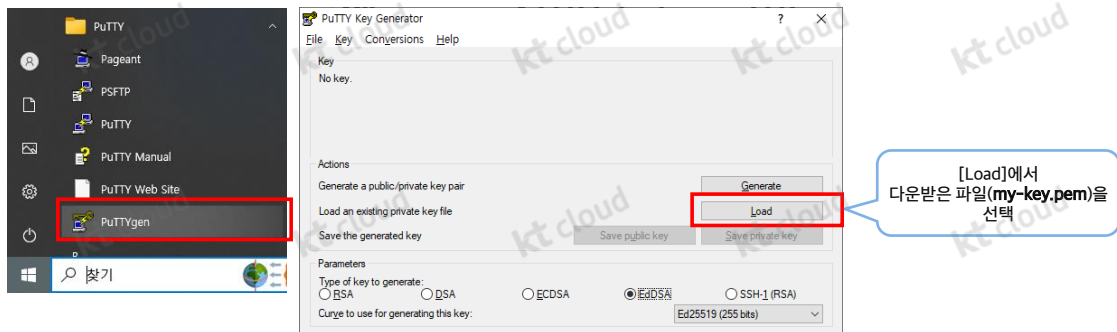 PuTTY
Pageant
PSFTP
PuTTY
PuTTY Manual
PuTTY Web Site
PuTTYgen
찾기
PuTTY Key Generator
?
File Key Conversions Help
Key
No key.
Actions
Generate a public/private key pair
Generate
Load an existing private key file
Load
Save the generated key
Save public key
Save private key
Parameters
Type of key to generate:
RSA
DSA
ECDSA
EdDSA
SSH-1 (RSA)
Curve to use for generating this key:
Ed25519 (255 bits)
[Load]에서
다운받은 파일(my-key.pem)을
선택
kt cloud
kt cloud
kt cloud
kt cloud
kt cloud
kt cloud
kt cloud
kt cloud